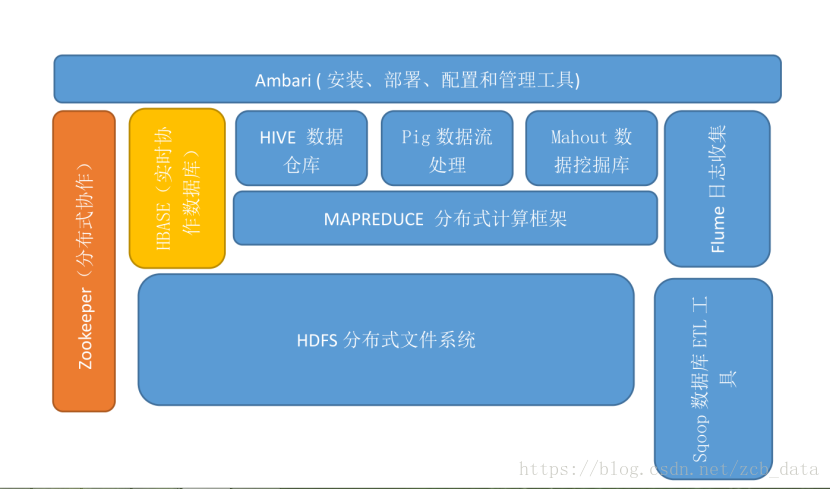 Ambari ( 安装、部署、配置和管理工具)
Zookeeper（分布式协作）
HBASE（实时协
作数据库）
HIVE 数据
仓库
Pig 数据流
处理
Mahout 数
据挖掘库
Flume 日志收集
MAPREDUCE 分布式计算框架
HDFS 分布式文件系统
Sqoop 数据库 ETL 工
具
https://blog.csdn.net/zcb_data